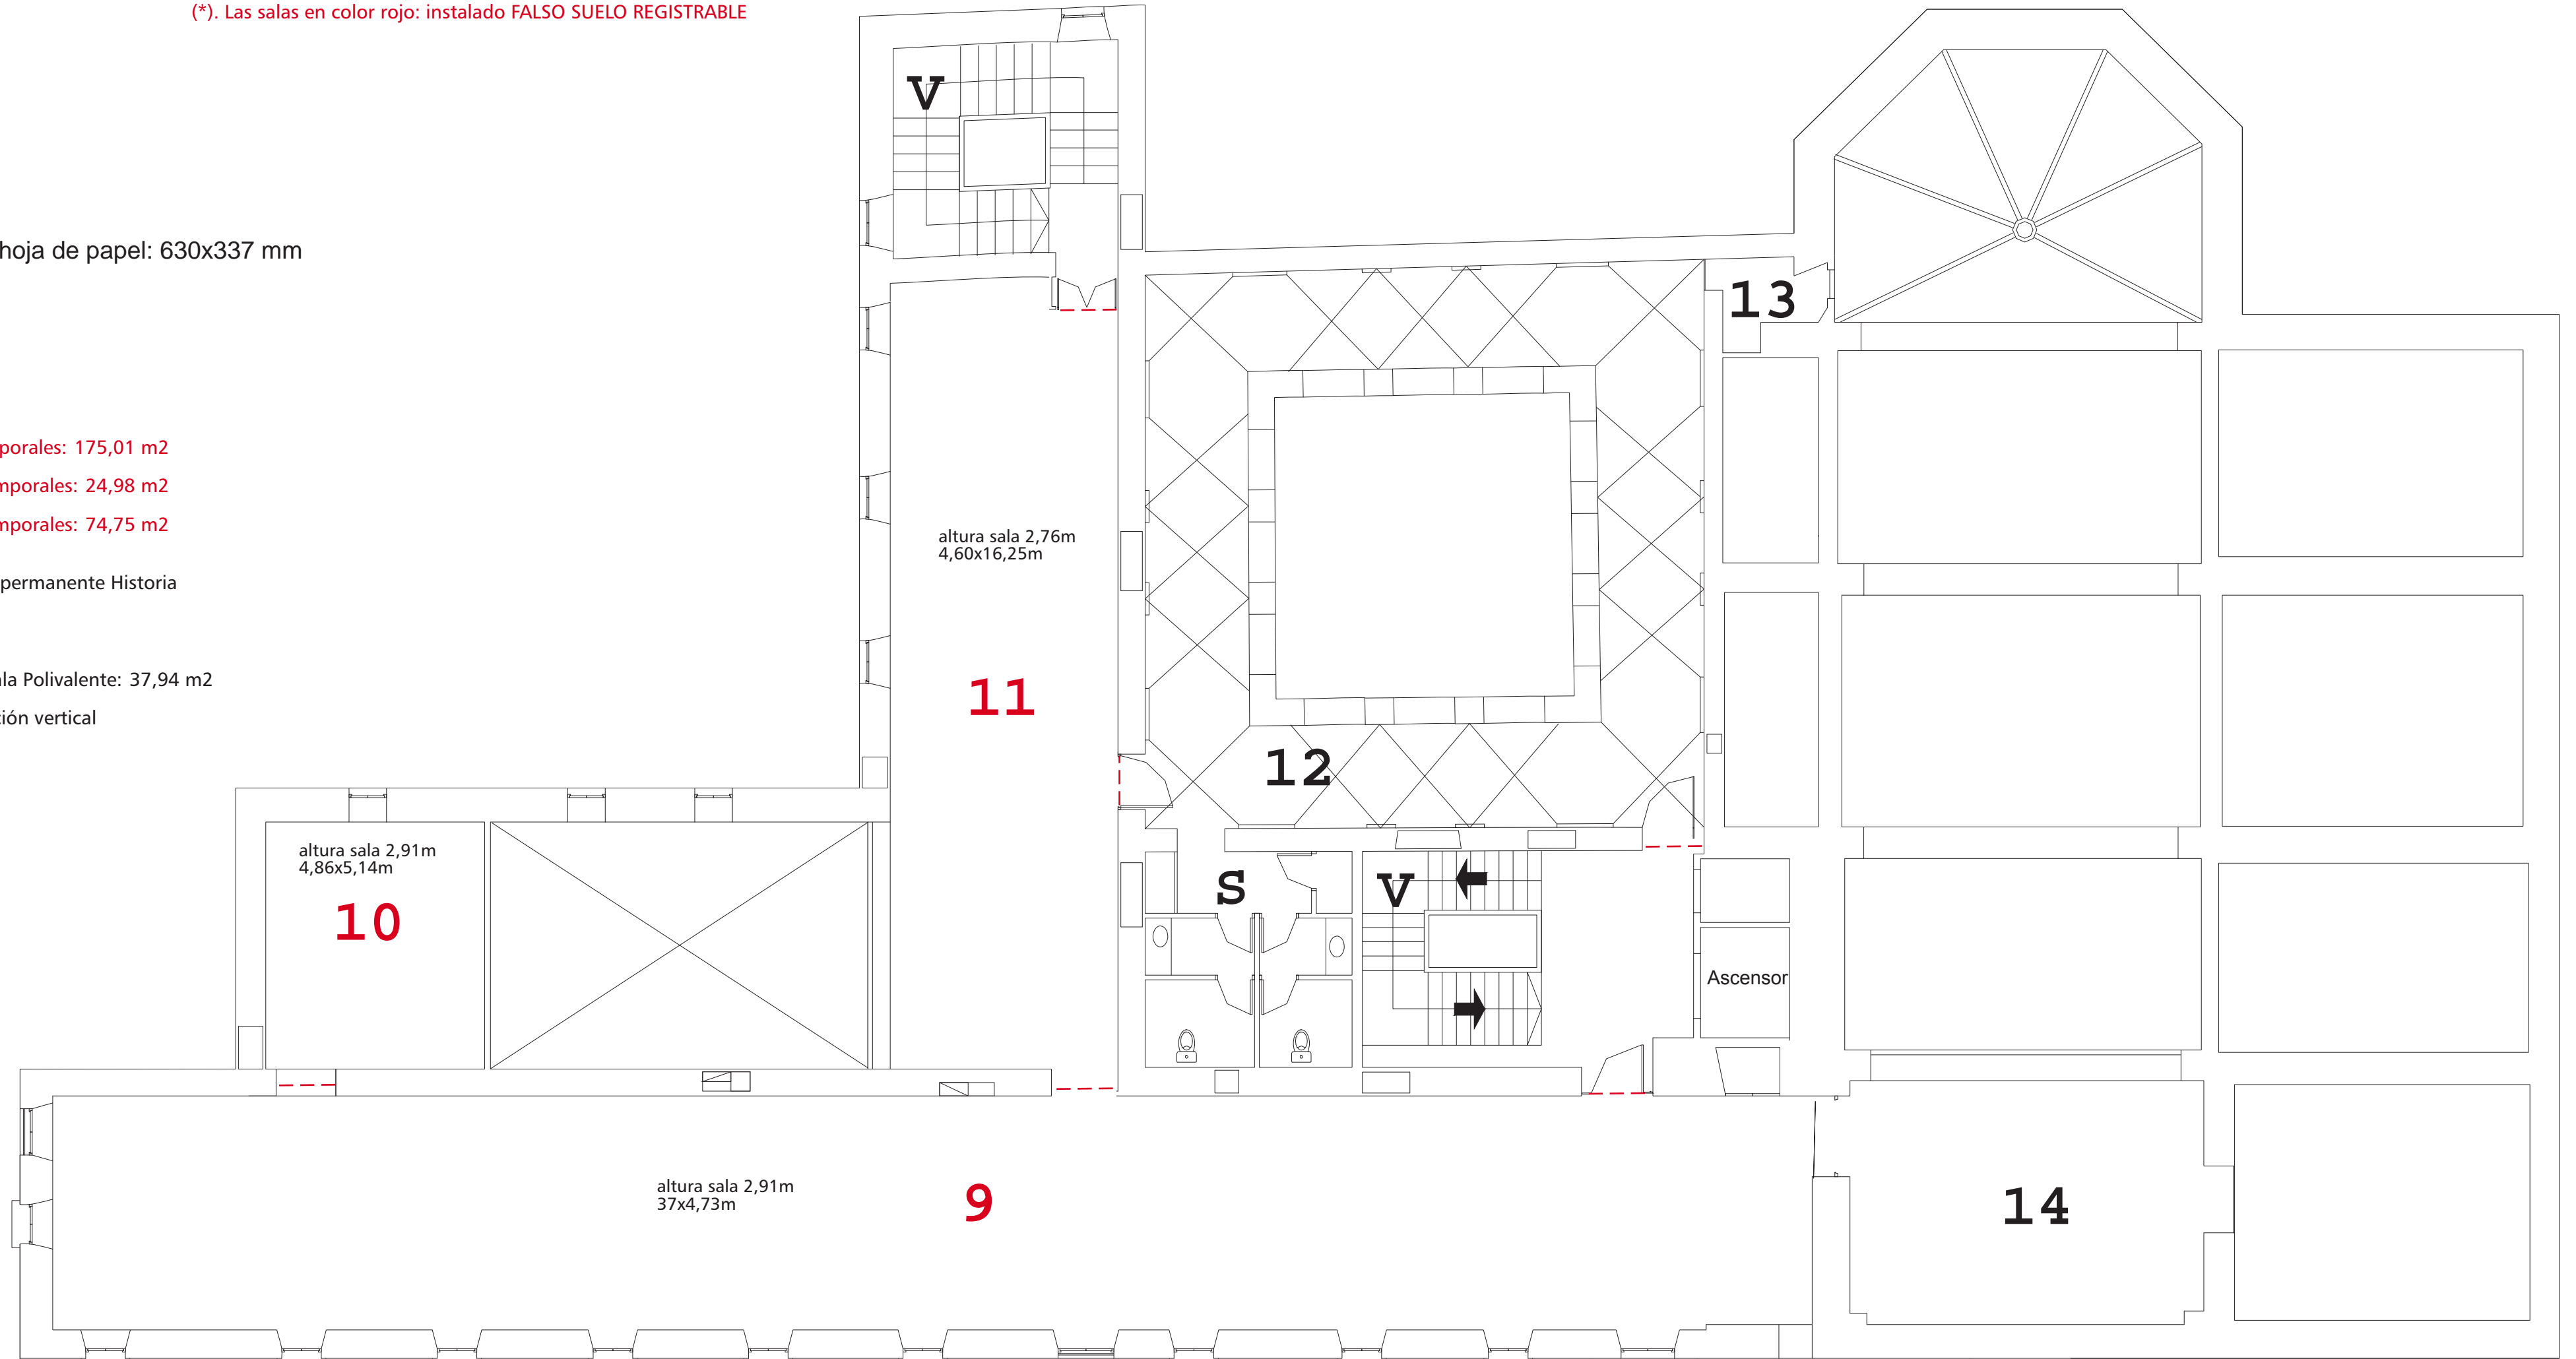 (*). Las salas en color rojo: instalado FALSO SUELO REGISTRABLE
V
hoja de papel: 630x337 mm
13
porales: 175,01 m2
mporales: 24,98 m2
mporales: 74,75 m2
altura sala 2,76m
4,60x16,25m
permanente Historia
la Polivalente: 37,94 m2
11
ción vertical
12
altura sala 2,91m
4,86x5,14m
10
S
V
Ascensor
altura sala 2,91m
37x4,73m
9
14